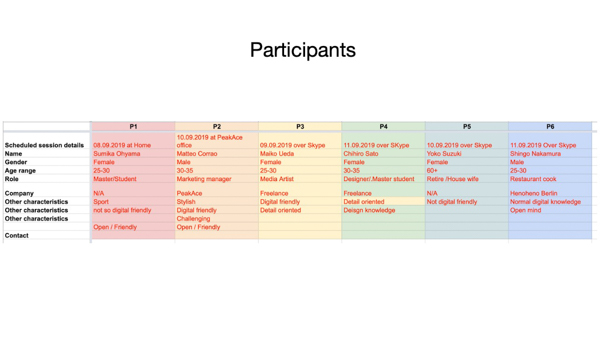 Participants
P1 P2 P3 P4 P5 P6
Scheduled session details 08.09.2019 at Home 10.09.2019 at PeakAce office 09.09.2019 over Skype 11.09.2019 over SKype 10.09.2019 over Skype 11.09.2019 Over Skype
Name Sumika Ohyama Matteo Corrao Maiko Ueda Chihiro Sato Yoko Suzuki Shingo Nakamura
Gender Female Male Female Female Female Male
Age range 25-30 30-35 25-30 30-35 60+ 25-30
Role Master/Student Marketing manager Media Artist Designer/.Master student Retire /House wife Restaurant cook
Company N/A PeakAce Freelance Freelance N/A Henoheno Berlin
Other characteristics Sport Stylish Digital friendly Detail oriented Not digital friendly Normal digital knowledge
Other characteristics not so digital friendly Digital friendly Detail oriented Deisgn knowledge Open mind
Other characteristics Challenging
Open / Friendly Open / Friendly
Contact